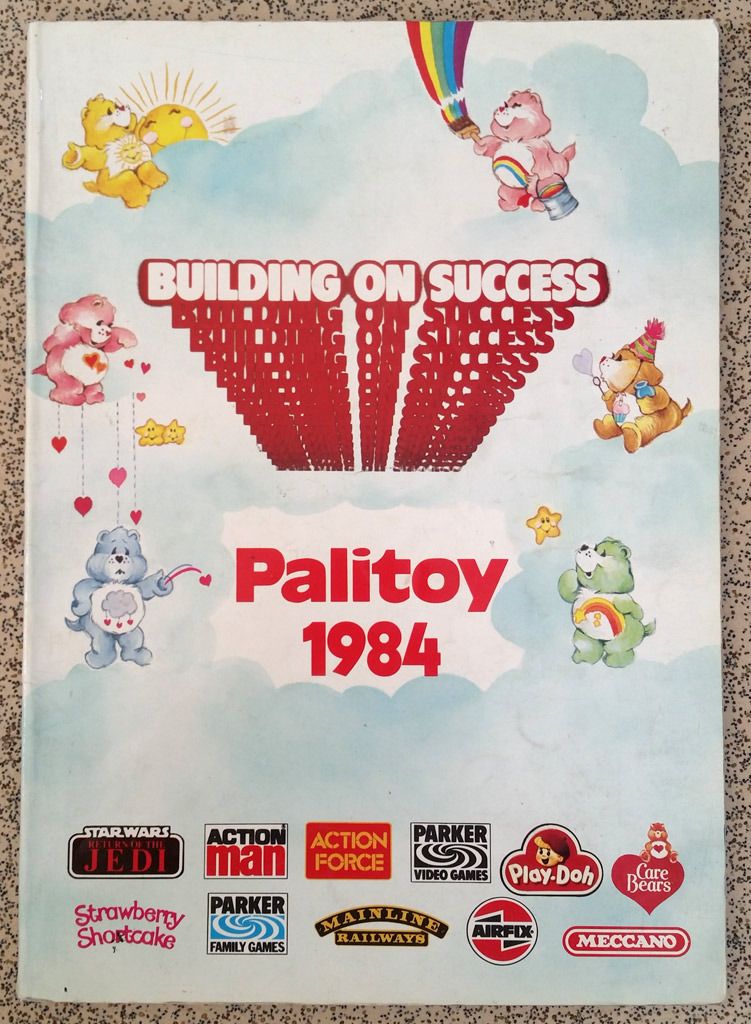 BUILDING ON SUCCESS
BUILDING ON SUCCESS
BUILDING ON SUCCESS
BUILDING ON SUCCESS
Palitoy
1984
STAR WARS
RETURN OF THE
JEDI
ACTION
man
ACTION
FORCE
PARKER
VIDEO GAMES
Play-Doh
Care
Bears
Strawberry
Shortcake
PARKER
FAMILY GAMES
MAINLINE
RAILWAYS
AIRFIX
MECCANO